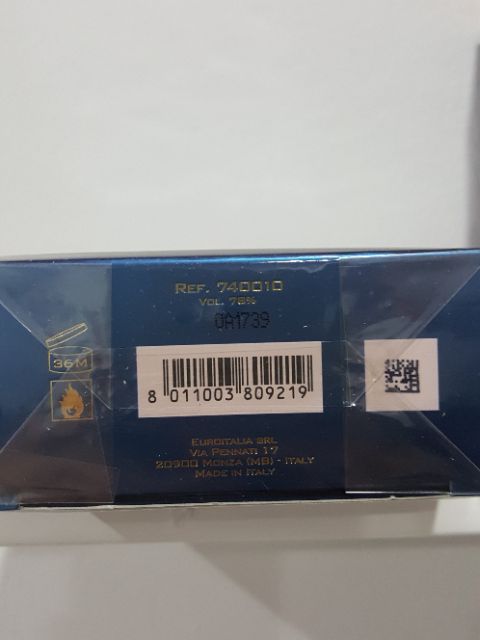 REF. 740010
VOL. 78%
0A1739
36M
8 011003 809219
EUROITALIA SRL
VIA PENNATI 17
20900 MONZA (MB) - ITALY
MADE IN ITALY